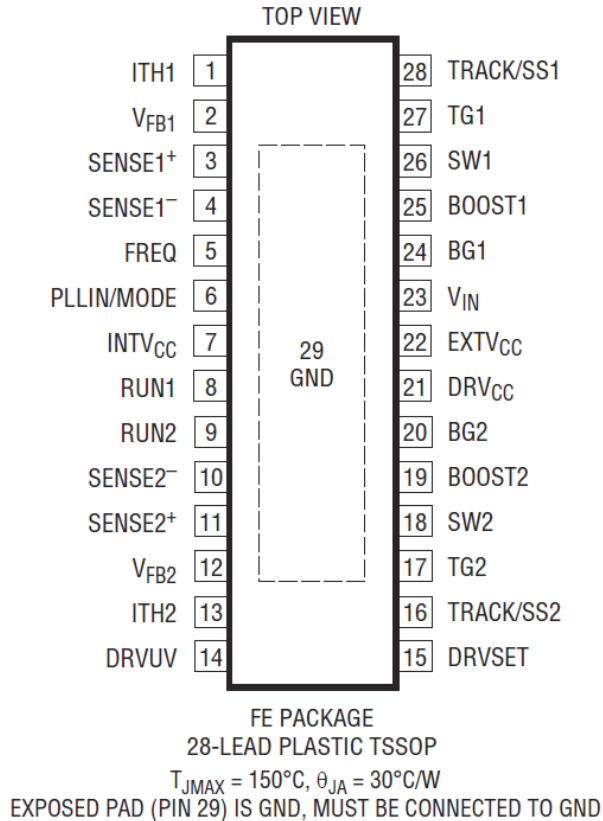 TOP VIEW
ITH1 1 28 TRACK/SS1
VFB1 2 27 TG1
SENSE1+ 3 26 SW1
SENSE1– 4 25 BOOST1
FREQ 5 24 BG1
PLLIN/MODE 6 23 VIN
INTVCC 7 22 EXTVCC
29
GND
RUN1 8 21 DRVCC
RUN2 9 20 BG2
SENSE2– 10 19 BOOST2
SENSE2+ 11 18 SW2
VFB2 12 17 TG2
ITH2 13 16 TRACK/SS2
DRVUV 14 15 DRVSET
FE PACKAGE
28-LEAD PLASTIC TSSOP
TJMAX = 150°C, θJA = 30°C/W
EXPOSED PAD (PIN 29) IS GND, MUST BE CONNECTED TO GND